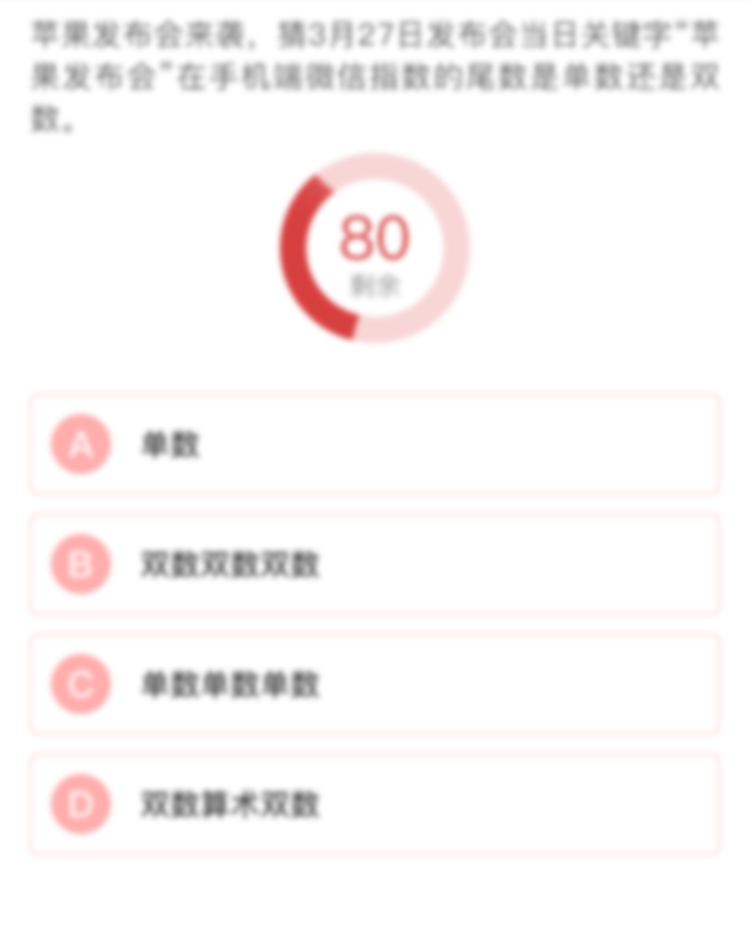 苹果发布会来袭，猜3月27日发布会当日关键字“苹
果发布会”在手机端微信指数的尾数是单数还是双
数。
80
剩余
A 单数
B 双数双数双数
C 单数单数单数
D 双数算术双数